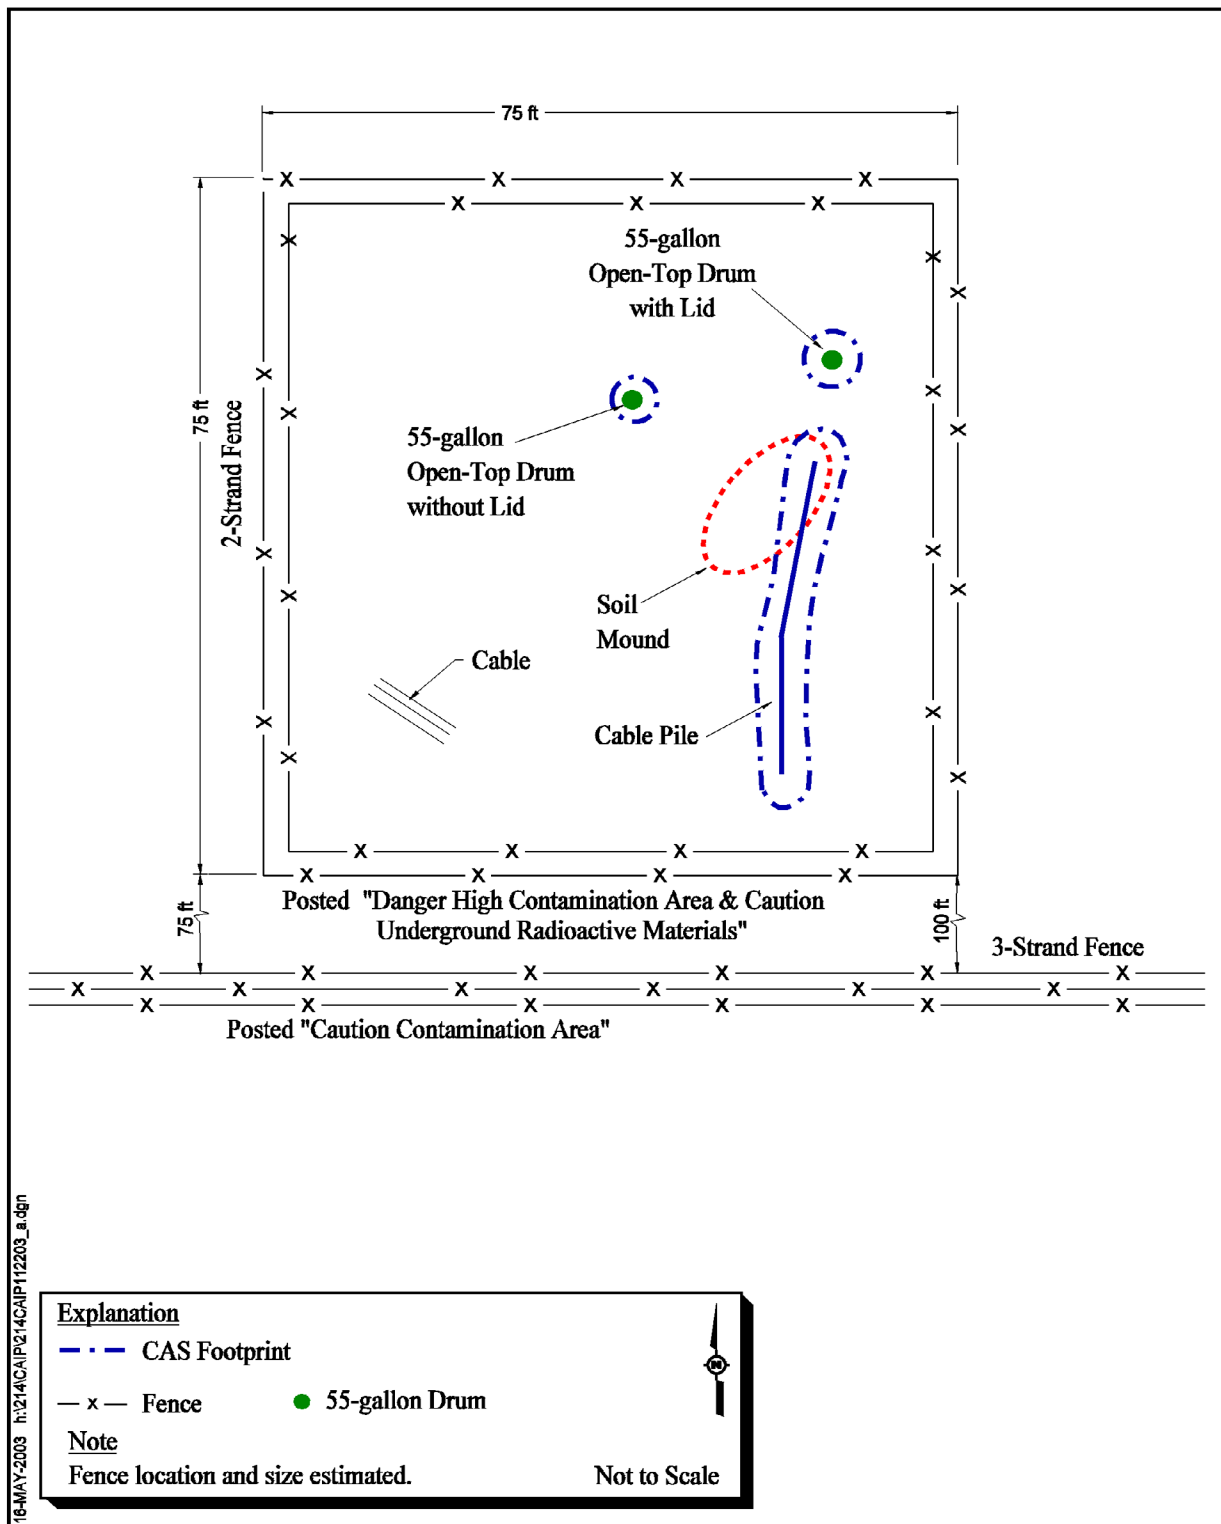 75 ft
55-gallon
Open-Top Drum
with Lid
75 ft
2-Strand Fence
55-gallon
Open-Top Drum
without Lid
Soil
Mound
Cable
Cable Pile
Posted "Danger High Contamination Area & Caution
Underground Radioactive Materials"
75 ft
100 ft
3-Strand Fence
Posted "Caution Contamination Area"
16-MAY-2003 h:\214\CAIP\214CAIP112203_a.dgn
Explanation
CAS Footprint
N
x Fence
55-gallon Drum
Note
Fence location and size estimated.
Not to Scale